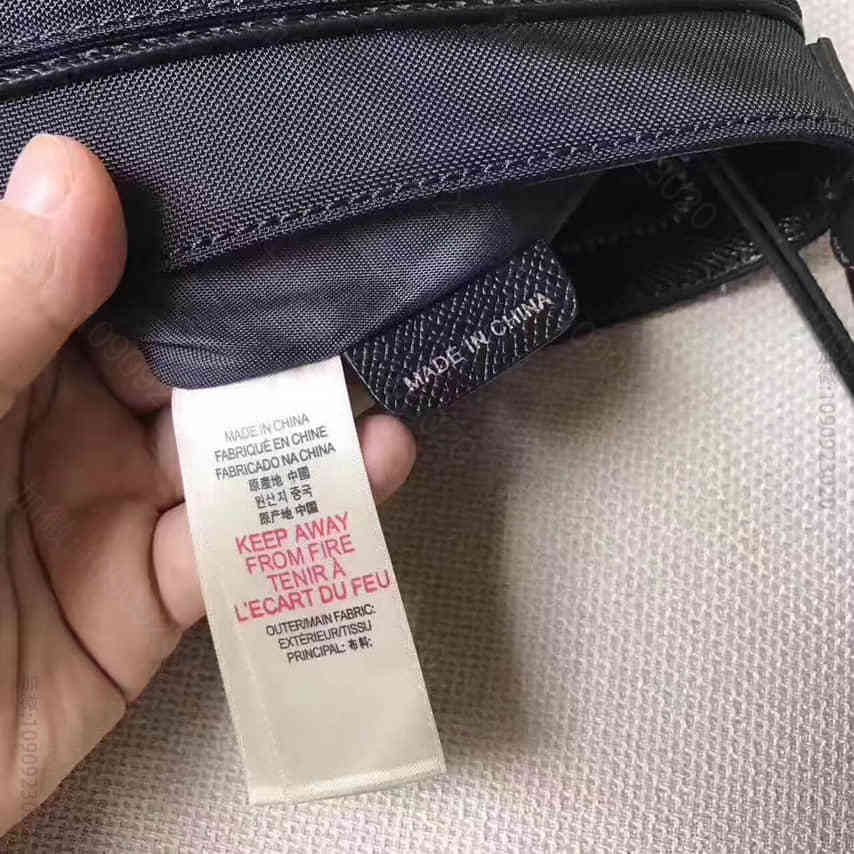 MADE IN CHINA
MADE IN CHINA
FABRIQUÉ EN CHINE
FABRICADO NA CHINA
原產地 中國
원산지 중국
原产地 中国
KEEP AWAY
FROM FIRE
TENIR À
L'ECART DU FEU
OUTER/MAIN FABRIC:
EXTÉRIEUR/TISSU
PRINCIPAL: 布料: